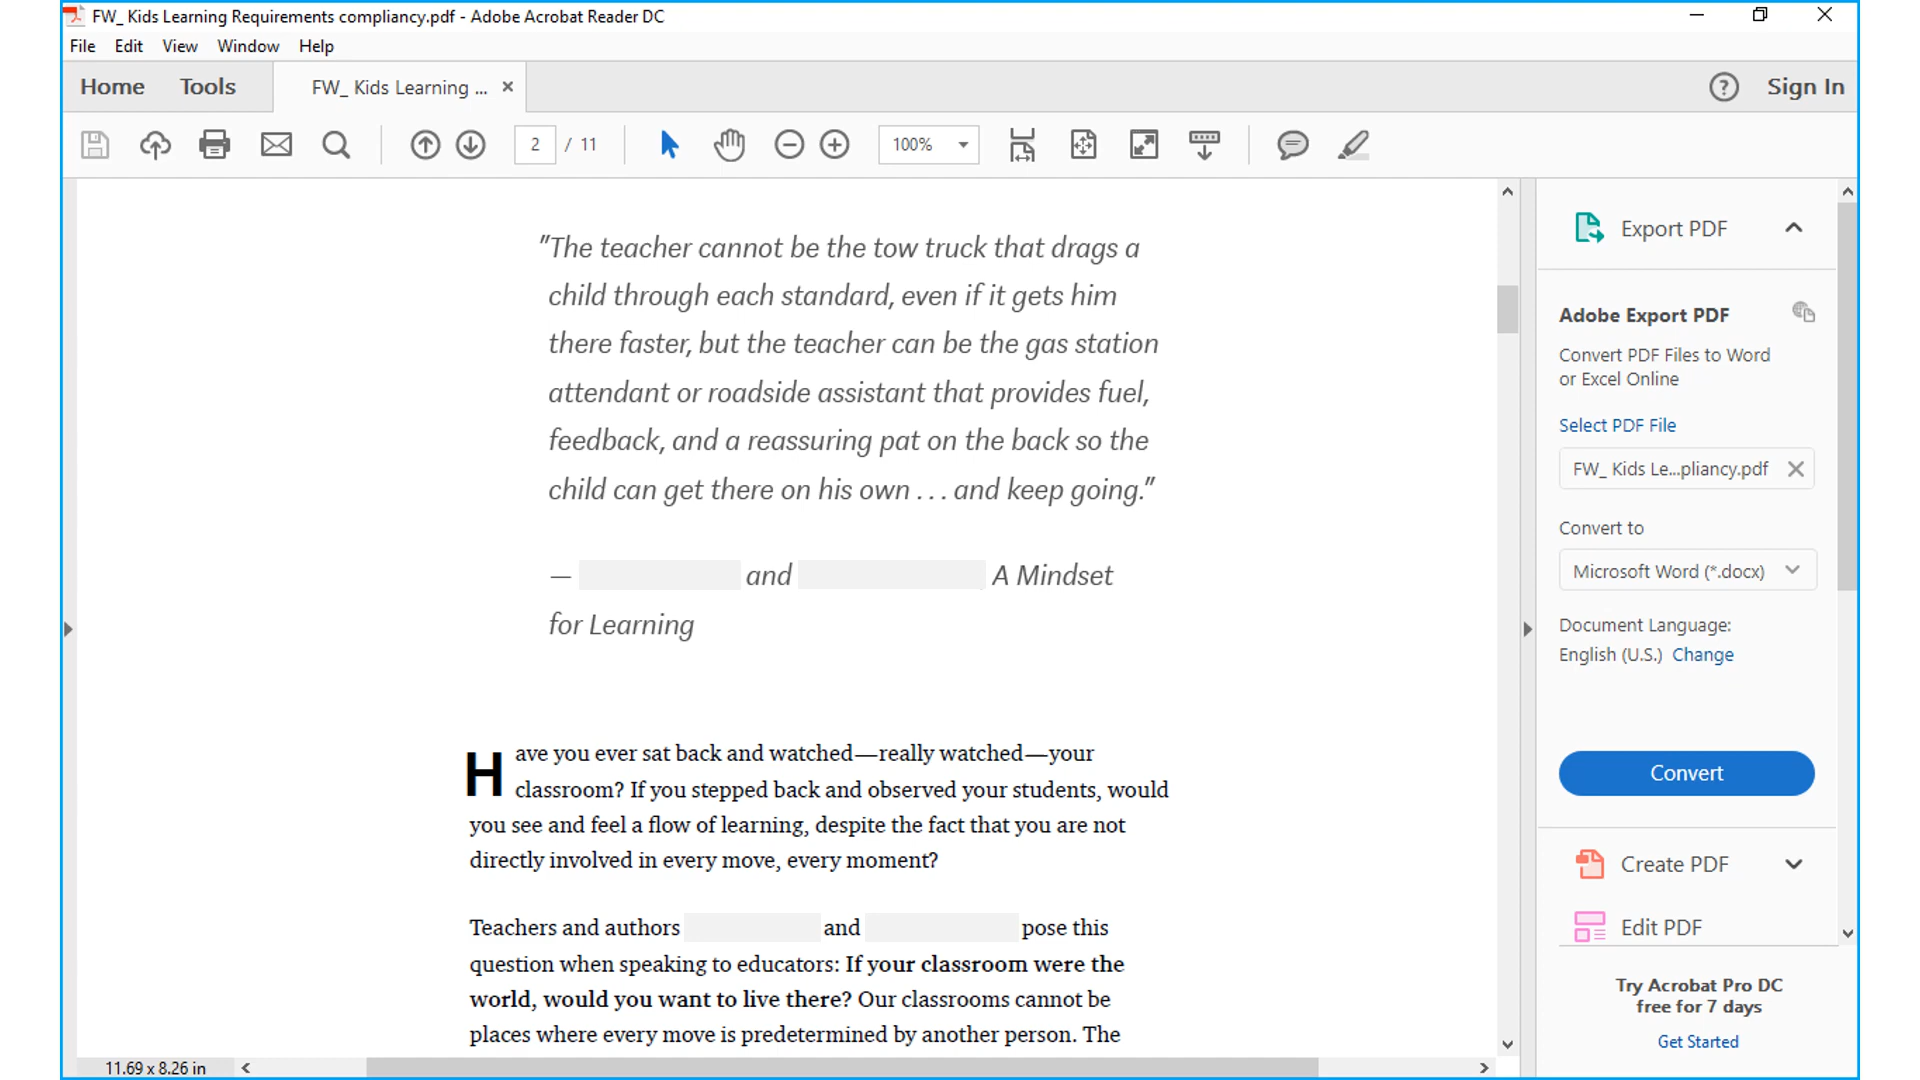 FW_ Kids Learning Requirements compliancy.pdf - Adobe Acrobat Reader DC
File Edit View Window Help
Home Tools FW_ Kids Learning ... × Sign In
2 / 11 100%
"The teacher cannot be the tow truck that drags a
child through each standard, even if it gets him
there faster, but the teacher can be the gas station
attendant or roadside assistant that provides fuel,
feedback, and a reassuring pat on the back so the
child can get there on his own . . . and keep going."
— and A Mindset
for Learning
Have you ever sat back and watched—really watched—your
classroom? If you stepped back and observed your students, would
you see and feel a flow of learning, despite the fact that you are not
directly involved in every move, every moment?
Teachers and authors and pose this
question when speaking to educators: If your classroom were the
world, would you want to live there? Our classrooms cannot be
places where every move is predetermined by another person. The
11.69 x 8.26 in
Export PDF
Adobe Export PDF
Convert PDF Files to Word
or Excel Online
Select PDF File
FW_ Kids Le...pliancy.pdf
Convert to
Microsoft Word (*.docx)
Document Language:
English (U.S.) Change
Convert
Create PDF
Edit PDF
Try Acrobat Pro DC
free for 7 days
Get Started